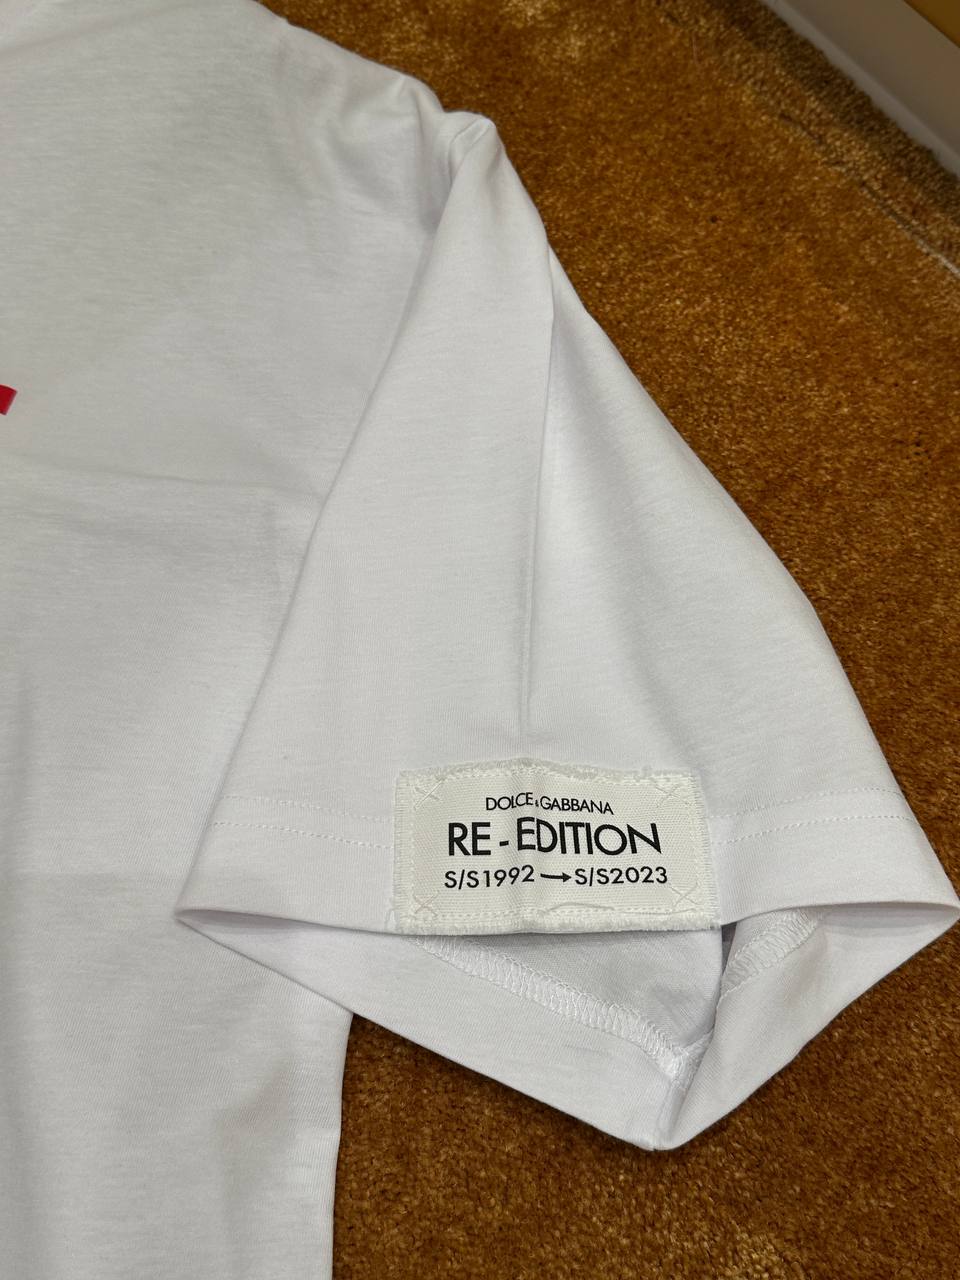 DOLCE & GABBANA
RE-EDITION
S/S1992 → S/S2023